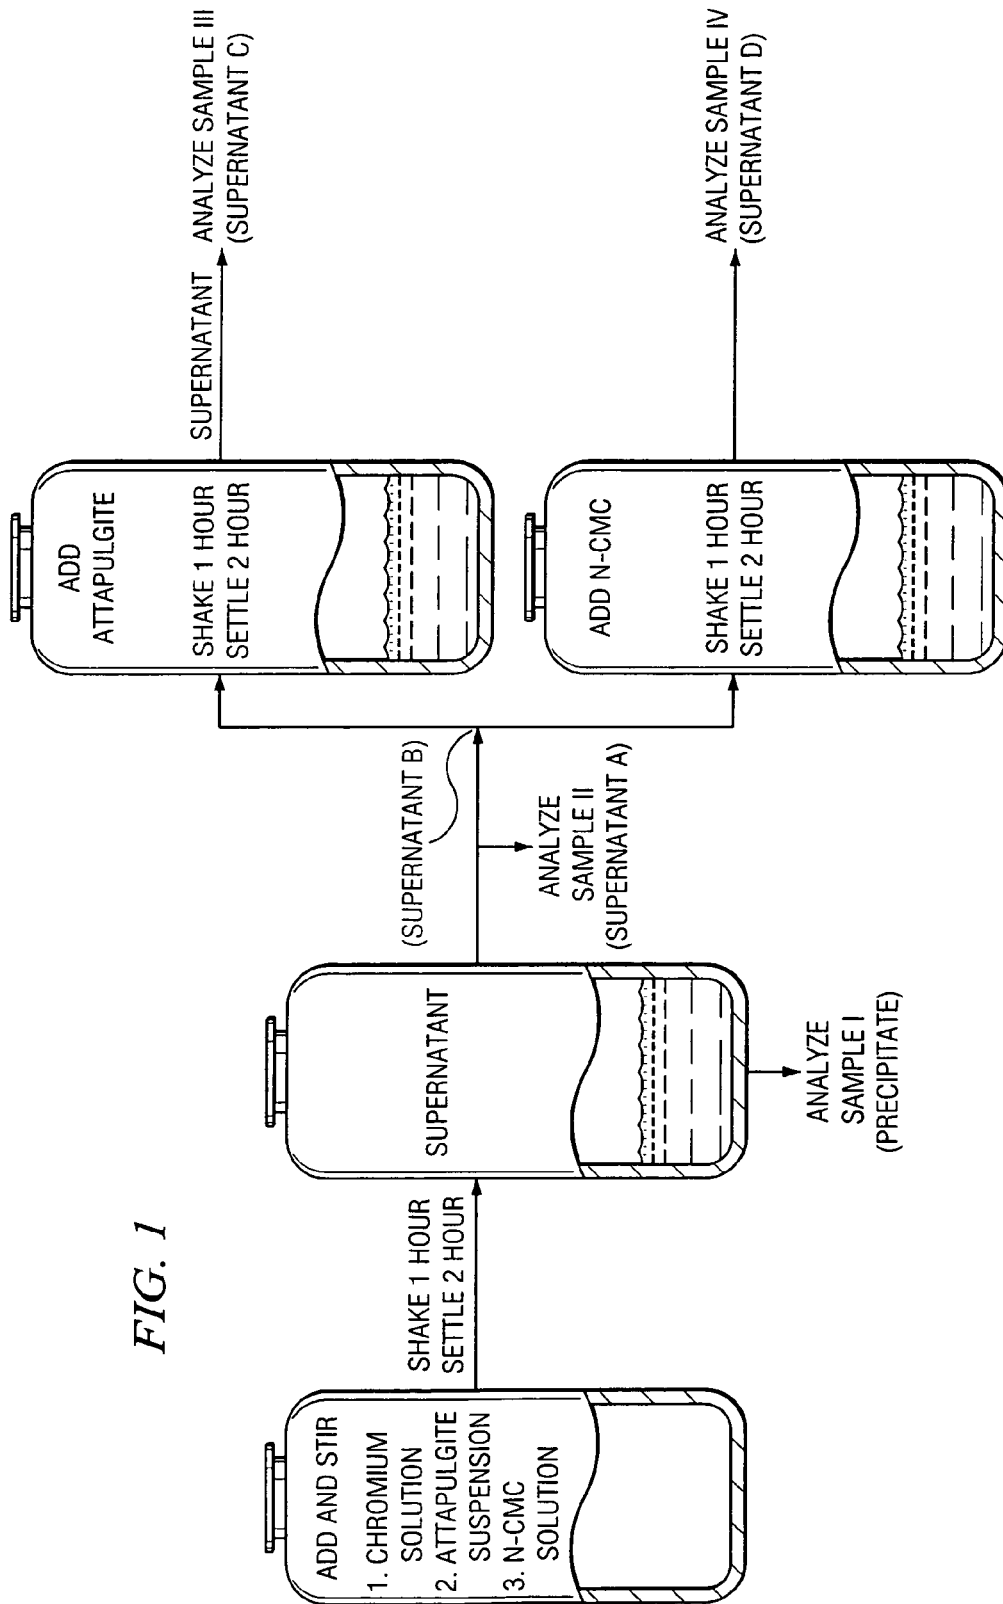 FIG. 1
ADD AND STIR
1. CHROMIUM
SOLUTION
2. ATTAPULGITE
SUSPENSION
3. N-CMC
SOLUTION
SHAKE 1 HOUR
SETTLE 2 HOUR
SUPERNATANT
ANALYZE
SAMPLE I
(PRECIPITATE)
(SUPERNATANT B)
ANALYZE
SAMPLE II
(SUPERNATANT A)
ADD
ATTAPULGITE
SHAKE 1 HOUR
SETTLE 2 HOUR
SUPERNATANT
ANALYZE SAMPLE III
(SUPERNATANT C)
ADD N-CMC
SHAKE 1 HOUR
SETTLE 2 HOUR
ANALYZE SAMPLE IV
(SUPERNATANT D)